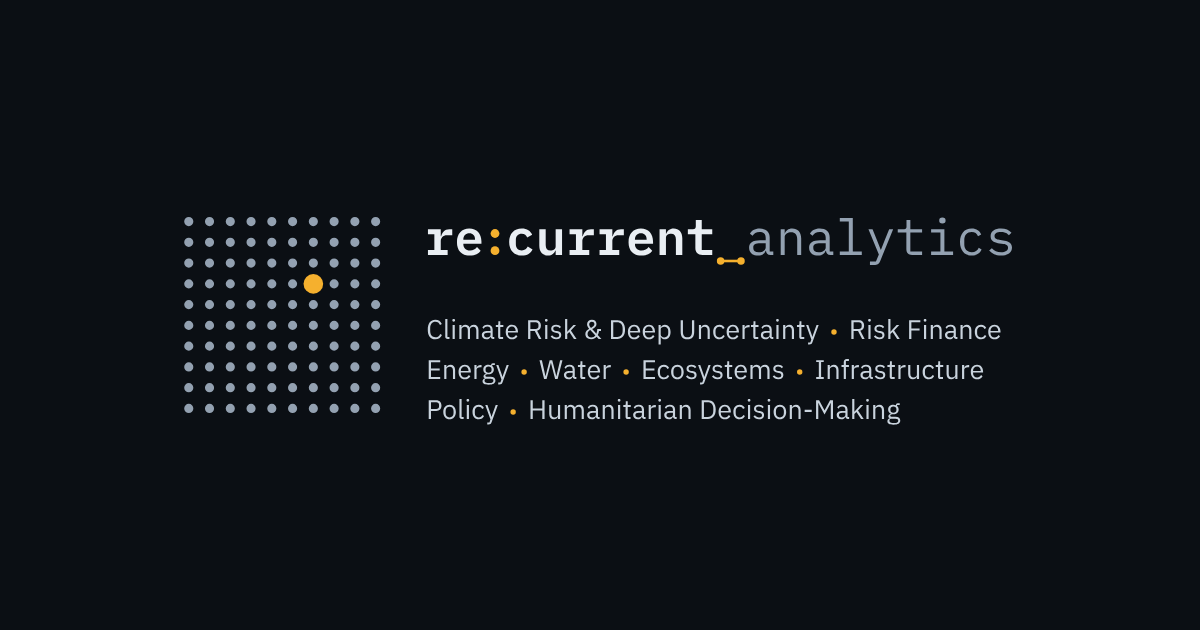 re:current_analytics
Climate Risk & Deep Uncertainty • Risk Finance
Energy • Water • Ecosystems • Infrastructure
Policy • Humanitarian Decision-Making